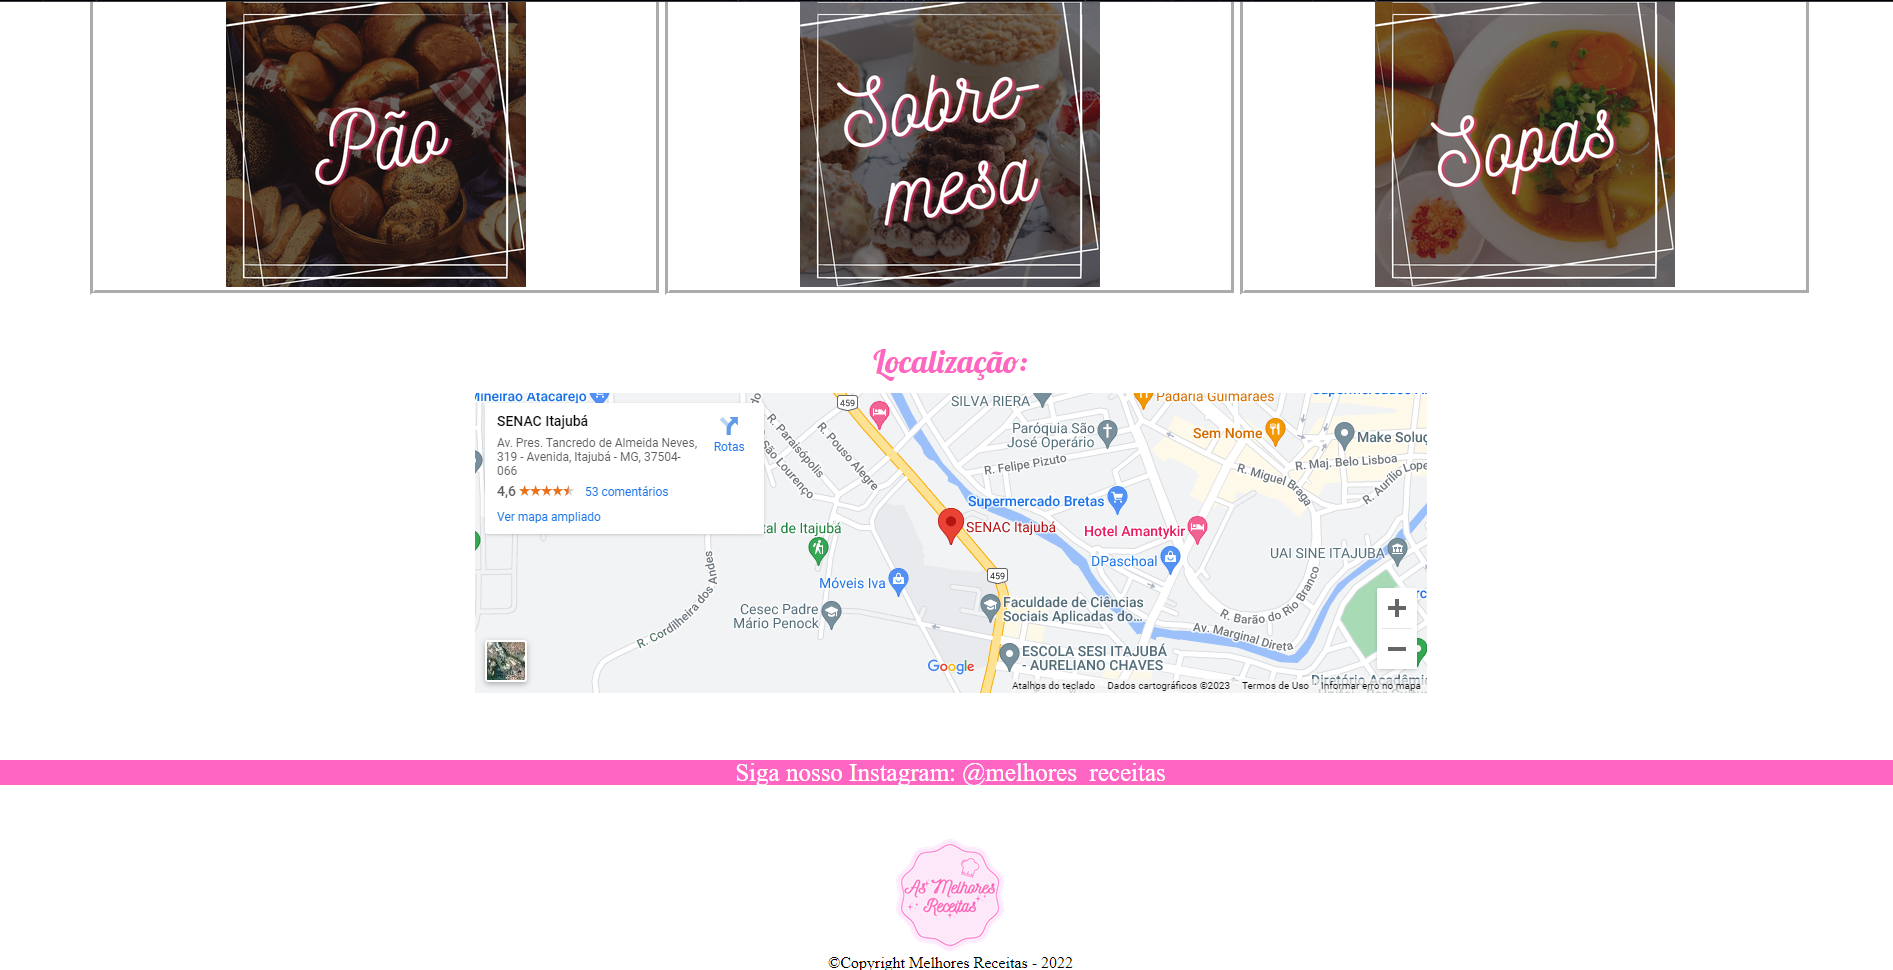 Pão
Sobre-
mesa
Sopas
Localização:
SENAC Itajubá
Av. Pres. Tancredo de Almeida Neves,
319 - Avenida, Itajubá - MG, 37504-
066
Rotas
4,6
53 comentários
Ver mapa ampliado
Mineirão Atacarejo
R. Paraisópolis
R. Pouso Alegre
São Lourenço
459
SILVA RIERA
Padaria Guimarães
Paróquia São
José Operário
Sem Nome
Make Soluç
R. Felipe Pizuto
R. Maj. Belo Lisboa
R. Miguel Braga
R. Aurílio Lope
Supermercado Bretas
tal de Itajubá
SENAC Itajubá
Hotel Amantykir
DPaschoal
UAI SINE ITAJUBA
Móveis Iva
459
R. Cordilheira dos Andes
Cesec Padre
Mário Penock
Faculdade de Ciências
Sociais Aplicadas do...
R. Barão do Rio Branco
Av. Marginal Direta
ESCOLA SESI ITAJUBÁ
- AURELIANO CHAVES
Google
Diretório Acadêmi
Atalhos do teclado
Dados cartográficos ©2023
Termos de Uso
Informar erro no mapa
Siga nosso Instagram: @melhores_receitas
As Melhores
Receitas
©Copyright Melhores Receitas - 2022